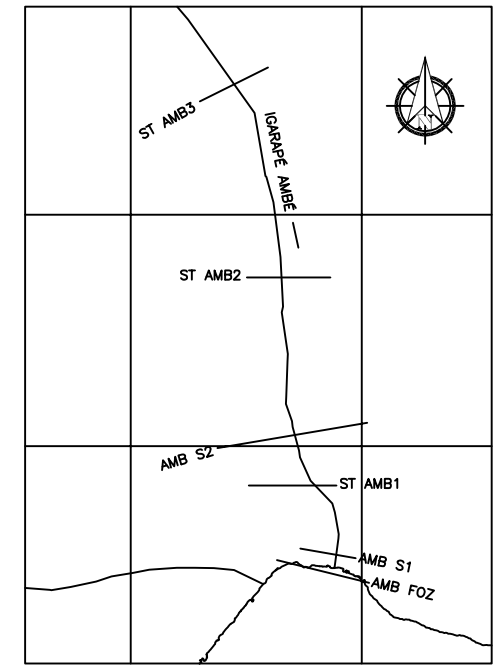 ST AMB3
IGARAPÉ AMBÉ
N
ST AMB2
AMB S2
ST AMB1
AMB S1
AMB FOZ